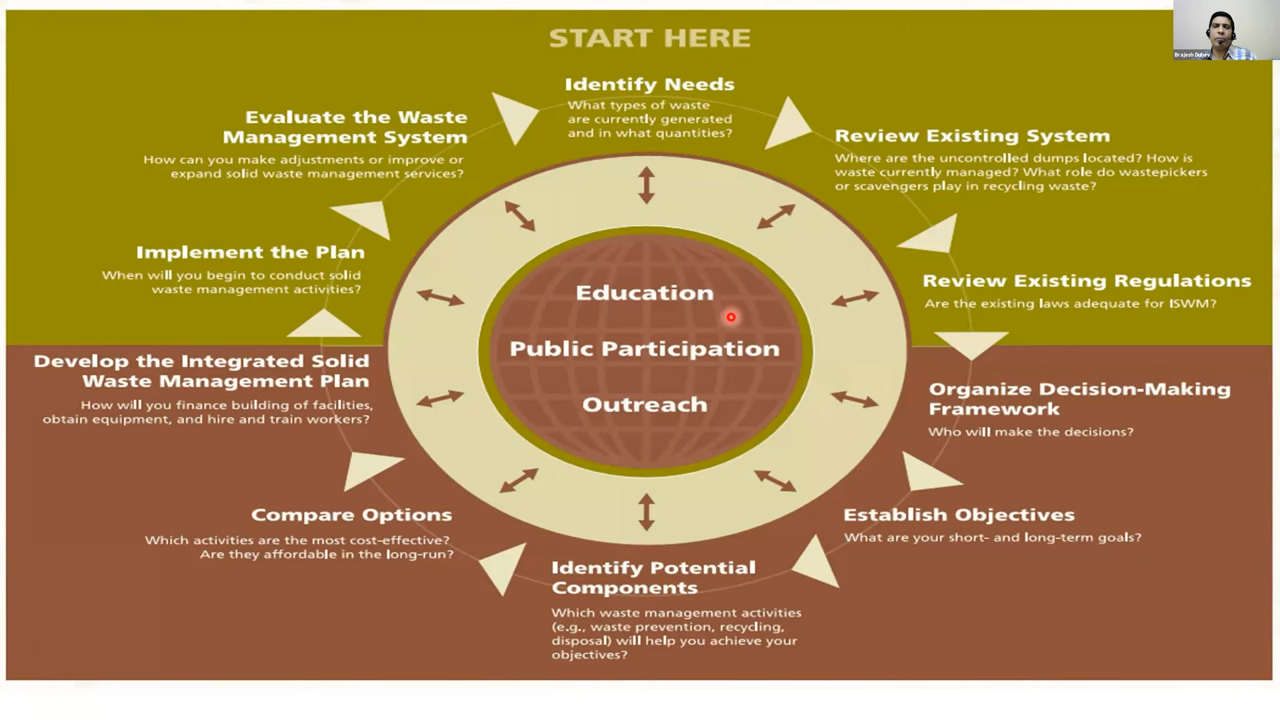 START HERE
Identify Needs
What types of waste
are currently generated
and in what quantities?
Review Existing System
Where are the uncontrolled dumps located? How is
waste currently managed? What role do wastepickers
or scavengers play in recycling waste?
Review Existing Regulations
Are the existing laws adequate for ISWM?
Organize Decision-Making
Framework
Who will make the decisions?
Establish Objectives
What are your short- and long-term goals?
Identify Potential
Components
Which waste management activities
(e.g., waste prevention, recycling,
disposal) will help you achieve your
objectives?
Compare Options
Which activities are the most cost-effective?
Are they affordable in the long-run?
Develop the Integrated Solid
Waste Management Plan
How will you finance building of facilities,
obtain equipment, and hire and train workers?
Implement the Plan
When will you begin to conduct solid
waste management activities?
Evaluate the Waste
Management System
How can you make adjustments or improve or
expand solid waste management services?
Education
Public Participation
Outreach
Brajesh Dubey